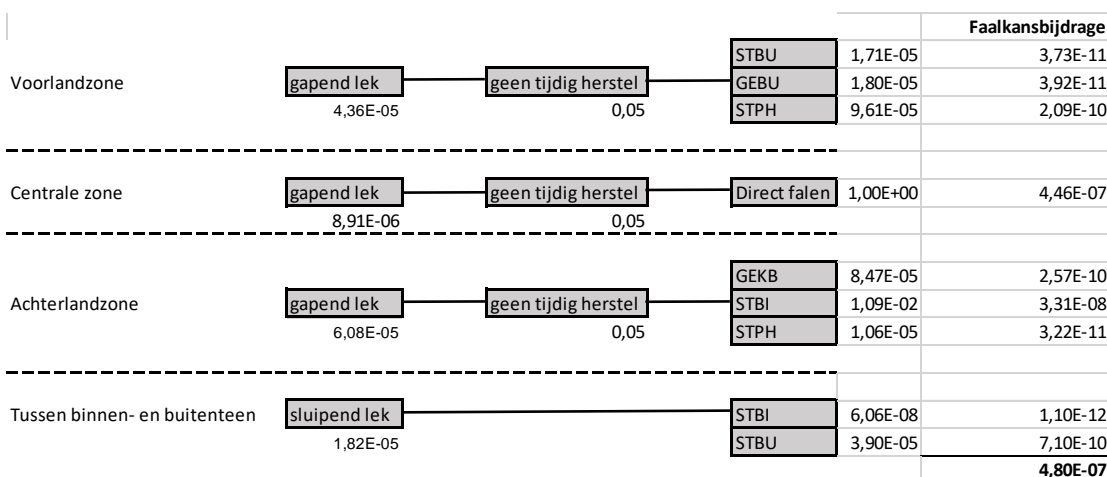 Faalkansbijdrage
STBU 1,71E-05 3,73E-11
Voorlandzone gapend lek geen tijdig herstel GEBU 1,80E-05 3,92E-11
4,36E-05 0,05 STPH 9,61E-05 2,09E-10
Centrale zone gapend lek geen tijdig herstel Direct falen 1,00E+00 4,46E-07
8,91E-06 0,05
GEKB 8,47E-05 2,57E-10
Achterlandzone gapend lek geen tijdig herstel STBI 1,09E-02 3,31E-08
6,08E-05 0,05 STPH 1,06E-05 3,22E-11
Tussen binnen- en buitenteen sluipend lek STBI 6,06E-08 1,10E-12
1,82E-05 STBU 3,90E-05 7,10E-10
4,80E-07